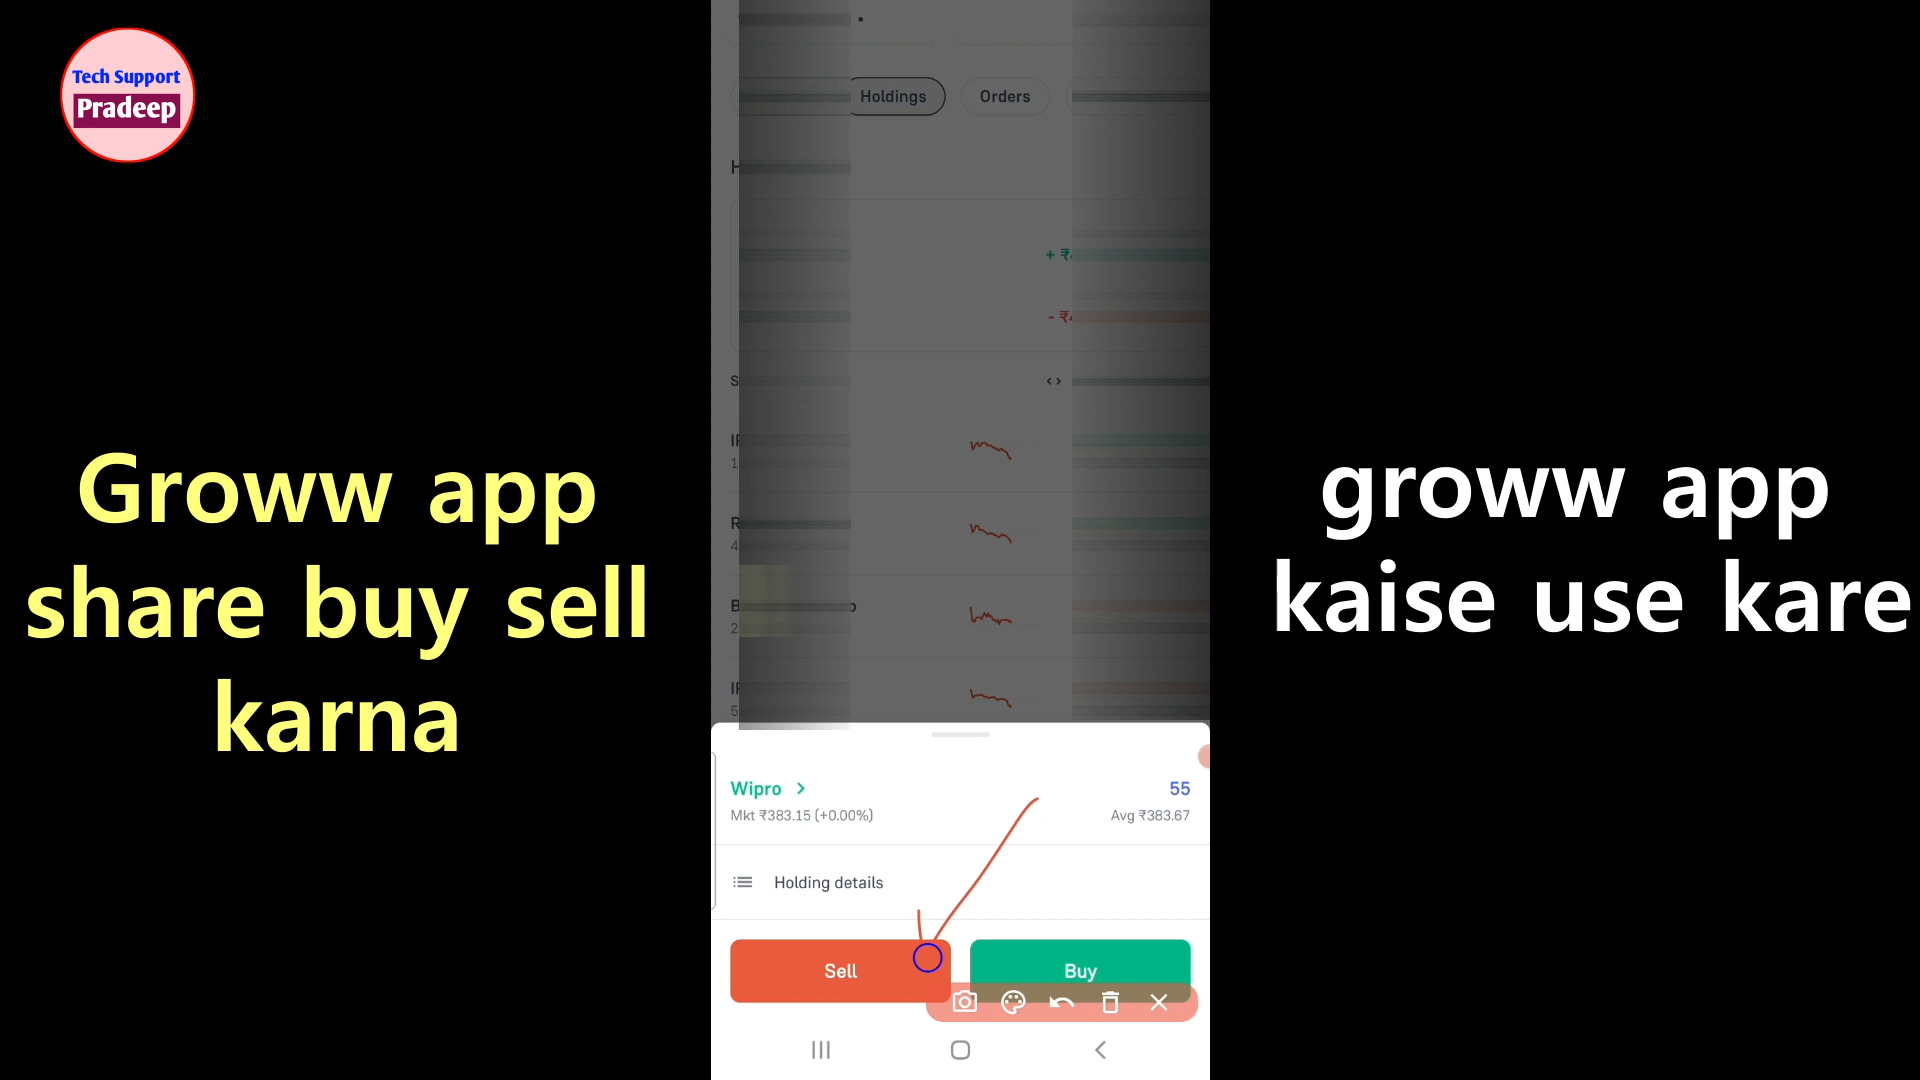 Tech Support
Pradeep
Groww app
share buy sell
karna
groww app
kaise use kare
Holdings
Orders
+ ₹
- ₹
Wipro
55
Mkt ₹383.15 (+0.00%)
Avg ₹383.67
Holding details
Sell
Buy